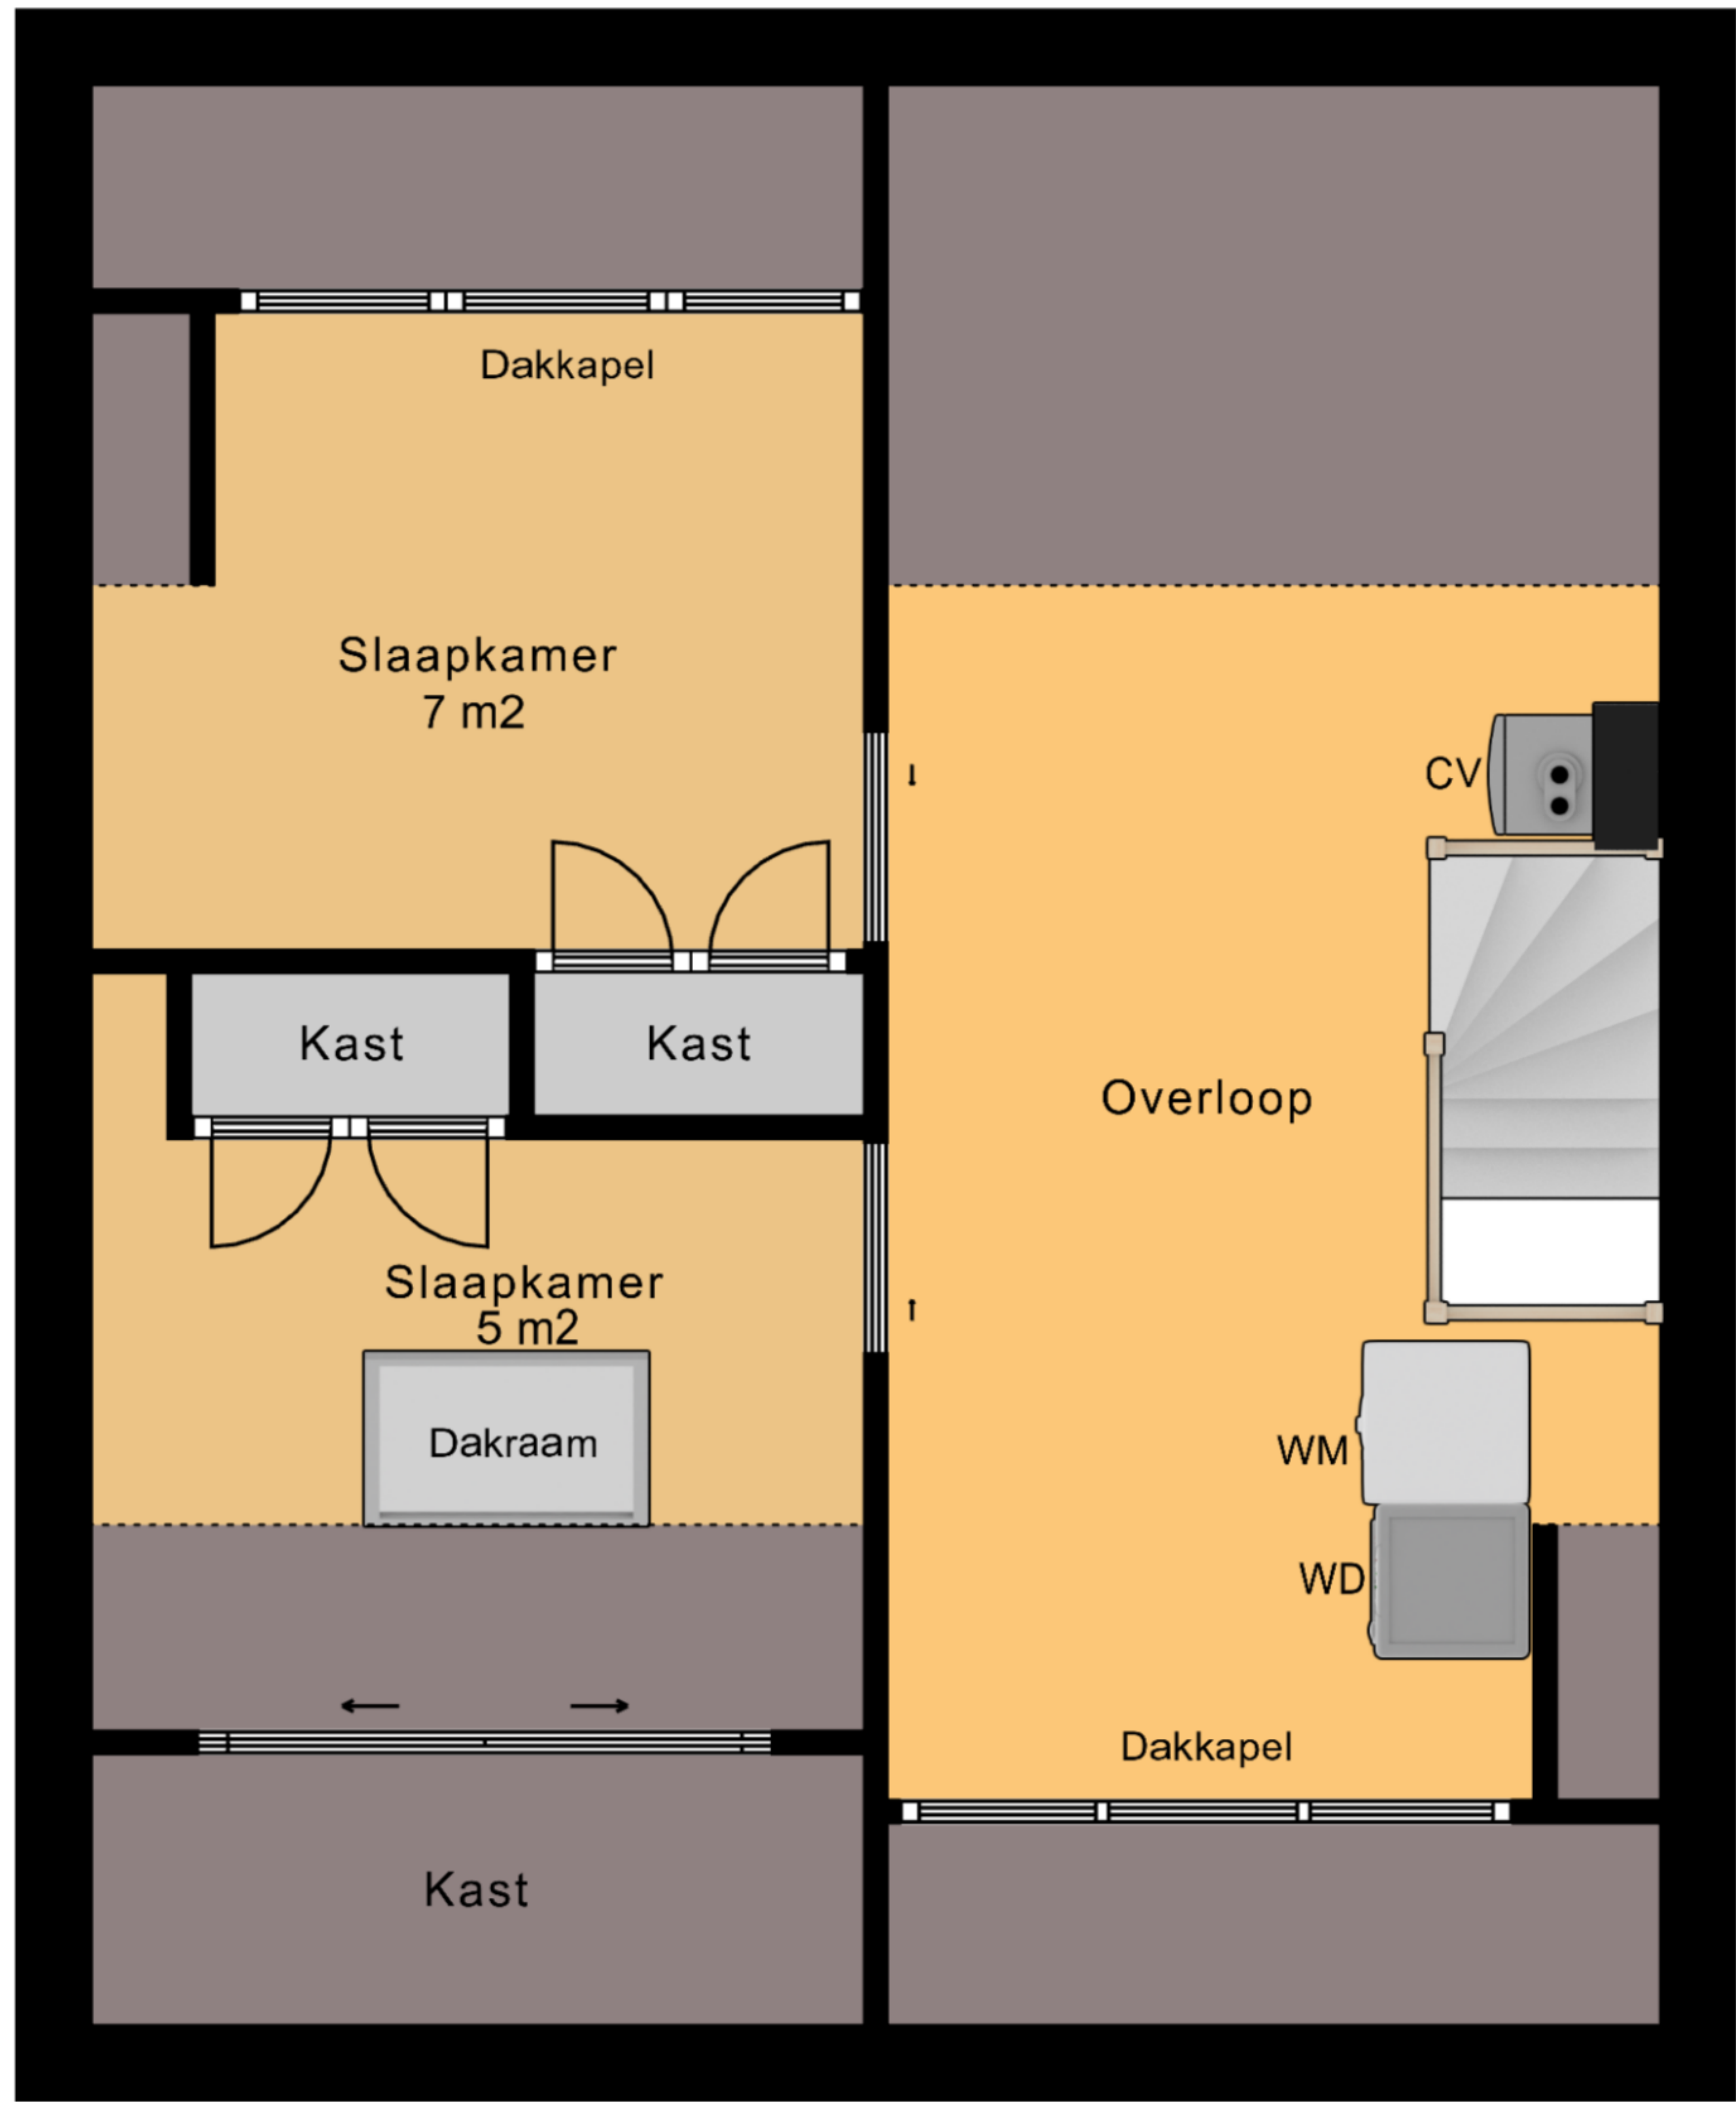 Dakkapel
Slaapkamer
7 m2
CV
Kast
Kast
Overloop
Slaapkamer
5 m2
Dakraam
WM
WD
Dakkapel
Kast